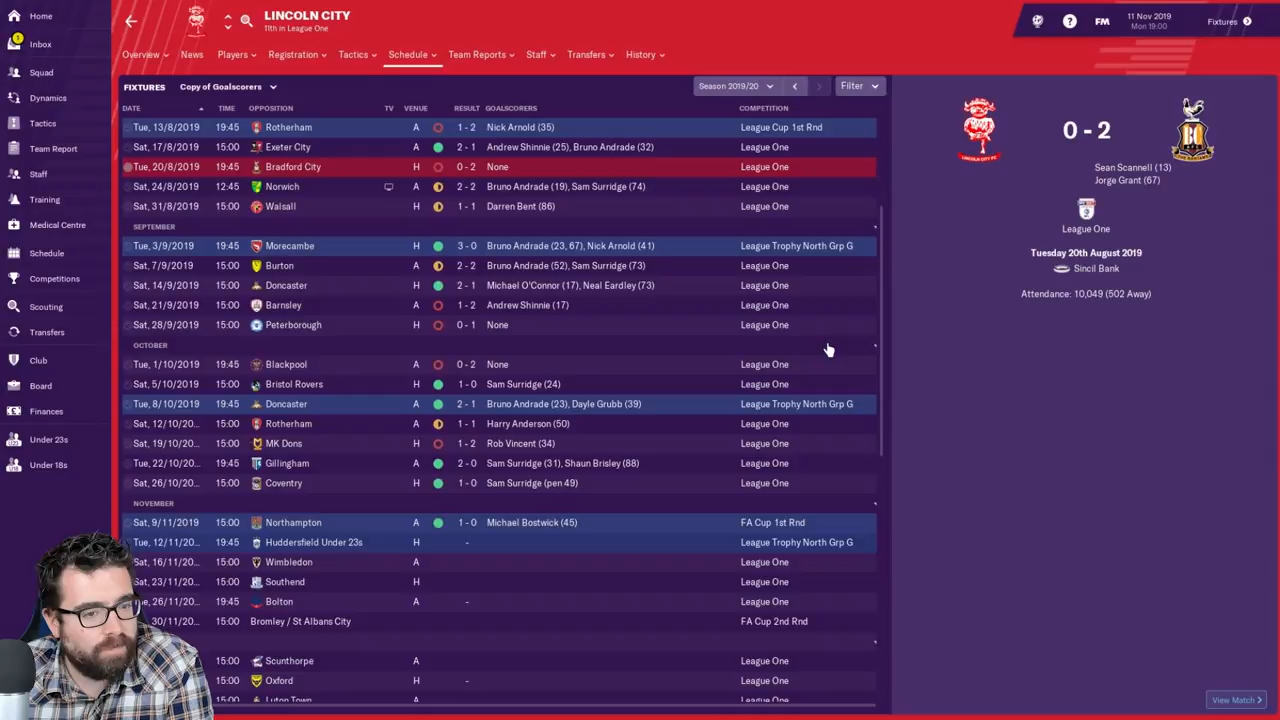 Home
Inbox
1
Squad
Dynamics
Tactics
Team Report
Staff
Training
Medical Centre
Schedule
Competitions
Scouting
Transfers
Club
Board
Finances
Under 23s
Under 18s
LINCOLN CITY
11th in League One
FM
11 Nov 2019
Mon 19:00
Fixtures
Overview News Players Registration Tactics Schedule Team Reports Staff Transfers History
FIXTURES Copy of Goalscorers Season 2019/20 Filter
DATE TIME OPPOSITION TV VENUE RESULT GOALSCORERS COMPETITION
Tue, 13/8/2019 19:45 Rotherham A 1 - 2 Nick Arnold (35) League Cup 1st Rnd
Sat, 17/8/2019 15:00 Exeter City A 2 - 1 Andrew Shinnie (25), Bruno Andrade (32) League One
Tue, 20/8/2019 19:45 Bradford City H 0 - 2 None League One
Sat, 24/8/2019 12:45 Norwich A 2 - 2 Bruno Andrade (19), Sam Surridge (74) League One
Sat, 31/8/2019 15:00 Walsall H 1 - 1 Darren Bent (86) League One
SEPTEMBER
Tue, 3/9/2019 19:45 Morecambe H 3 - 0 Bruno Andrade (23, 67), Nick Arnold (41) League Trophy North Grp G
Sat, 7/9/2019 15:00 Burton A 2 - 2 Bruno Andrade (52), Sam Surridge (73) League One
Sat, 14/9/2019 15:00 Doncaster H 2 - 1 Michael O'Connor (17), Neal Eardley (73) League One
Sat, 21/9/2019 15:00 Barnsley A 1 - 2 Andrew Shinnie (17) League One
Sat, 28/9/2019 15:00 Peterborough H 0 - 1 None League One
OCTOBER
Tue, 1/10/2019 19:45 Blackpool A 0 - 2 None League One
Sat, 5/10/2019 15:00 Bristol Rovers H 1 - 0 Sam Surridge (24) League One
Tue, 8/10/2019 19:45 Doncaster A 2 - 1 Bruno Andrade (23), Dayle Grubb (39) League Trophy North Grp G
Sat, 12/10/20... 15:00 Rotherham A 1 - 1 Harry Anderson (50) League One
Sat, 19/10/20... 15:00 MK Dons H 1 - 2 Rob Vincent (34) League One
Tue, 22/10/20... 19:45 Gillingham A 2 - 0 Sam Surridge (31), Shaun Brisley (88) League One
Sat, 26/10/20... 15:00 Coventry H 1 - 0 Sam Surridge (pen 49) League One
NOVEMBER
Sat, 9/11/2019 15:00 Northampton A 1 - 0 Michael Bostwick (45) FA Cup 1st Rnd
Tue, 12/11/20... 19:45 Huddersfield Under 23s H - League Trophy North Grp G
Sat, 16/11/20... 15:00 Wimbledon A League One
Sat, 23/11/20... 15:00 Southend H League One
26/11/20... 19:45 Bolton A - League One
30/11/20... 15:00 Bromley / St Albans City FA Cup 2nd Rnd
15:00 Scunthorpe A League One
15:00 Oxford H - League One
15:00 Luton Town A League One
0 - 2
Sean Scannell (13)
Jorge Grant (67)
League One
Tuesday 20th August 2019
Sincil Bank
Attendance: 10,049 (502 Away)
View Match